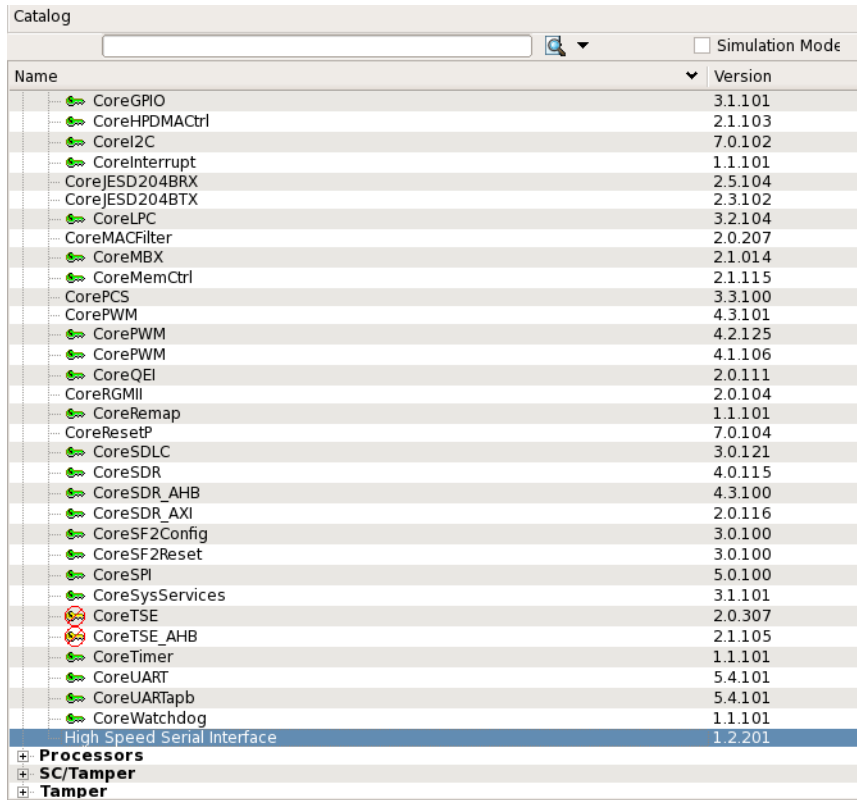 Catalog
Simulation Mode
Name Version
CoreGPIO 3.1.101
CoreHPDMACtrl 2.1.103
CoreI2C 7.0.102
CoreInterrupt 1.1.101
CoreJESD204BRX 2.5.104
CoreJESD204BTX 2.3.102
CoreLPC 3.2.104
CoreMACFilter 2.0.207
CoreMBX 2.1.014
CoreMemCtrl 2.1.115
CorePCS 3.3.100
CorePWM 4.3.101
CorePWM 4.2.125
CorePWM 4.1.106
CoreQEI 2.0.111
CoreRGMII 2.0.104
CoreRemap 1.1.101
CoreResetP 7.0.104
CoreSDLC 3.0.121
CoreSDR 4.0.115
CoreSDR_AHB 4.3.100
CoreSDR_AXI 2.0.116
CoreSF2Config 3.0.100
CoreSF2Reset 3.0.100
CoreSPI 5.0.100
CoreSysServices 3.1.101
CoreTSE 2.0.307
CoreTSE_AHB 2.1.105
CoreTimer 1.1.101
CoreUART 5.4.101
CoreUARTapb 5.4.101
CoreWatchdog 1.1.101
High Speed Serial Interface 1.2.201
Processors
SC/Tamper
Tamper